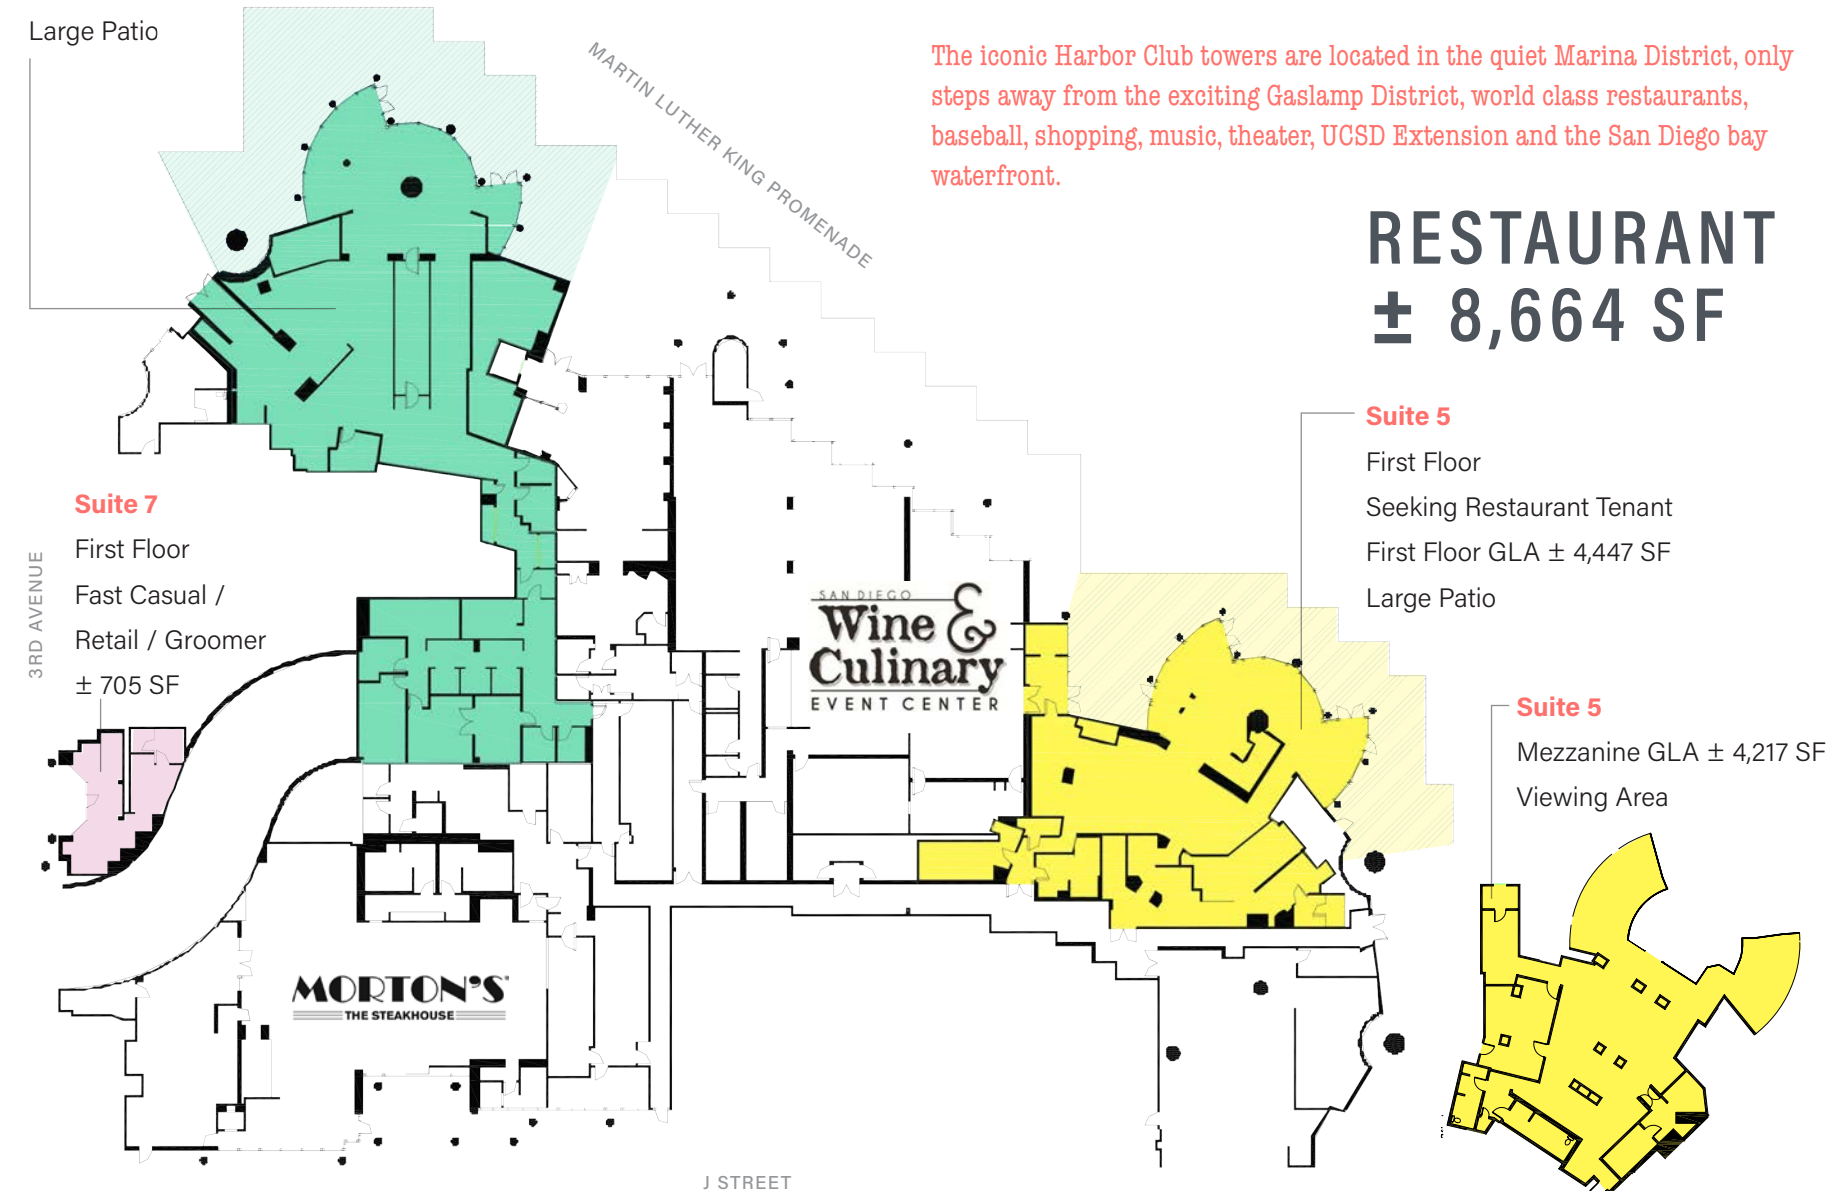 Large Patio
MARTIN LUTHER KING PROMENADE
The iconic Harbor Club towers are located in the quiet Marina District, only
steps away from the exciting Gaslamp District, world class restaurants,
baseball, shopping, music, theater, UCSD Extension and the San Diego bay
waterfront.
RESTAURANT
± 8,664 SF
Suite 5
First Floor
Seeking Restaurant Tenant
First Floor GLA ± 4,447 SF
Large Patio
Suite 7
First Floor
Fast Casual /
Retail / Groomer
± 705 SF
3RD AVENUE
SAN DIEGO
Wine &
Culinary
EVENT CENTER
Suite 5
Mezzanine GLA ± 4,217 SF
Viewing Area
MORTON'S
THE STEAKHOUSE
J STREET